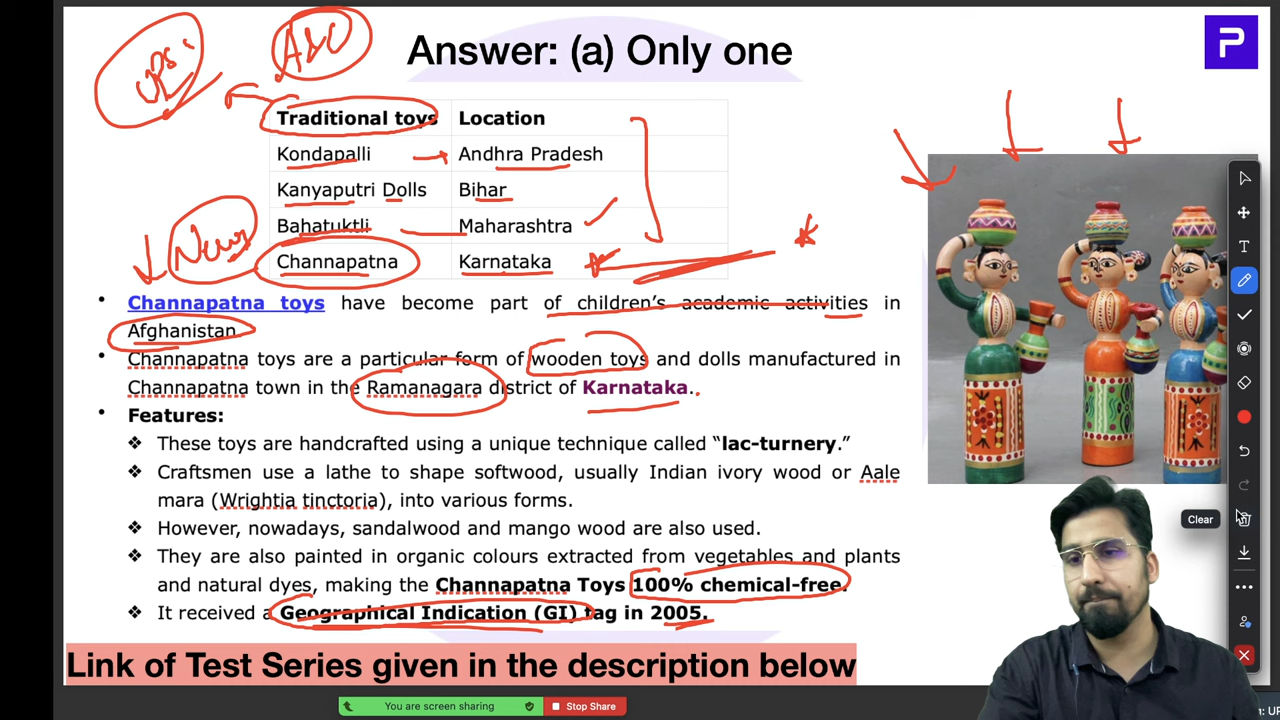 UPSC
A&C
P
Answer: (a) Only one
Traditional toys Location
Kondapalli Andhra Pradesh
Kanyaputri Dolls Bihar
Bahatuktli Maharashtra
News
Channapatna Karnataka
• Channapatna toys have become part of children's academic activities in
Afghanistan.
• Channapatna toys are a particular form of wooden toys and dolls manufactured in
Channapatna town in the Ramanagara district of Karnataka.
• Features:
❖ These toys are handcrafted using a unique technique called “lac-turnery.”
❖ Craftsmen use a lathe to shape softwood, usually Indian ivory wood or Aale
mara (Wrightia tinctoria), into various forms.
❖ However, nowadays, sandalwood and mango wood are also used.
❖ They are also painted in organic colours extracted from vegetables and plants
and natural dyes, making the Channapatna Toys 100% chemical-free.
❖ It received a Geographical Indication (GI) tag in 2005.
Link of Test Series given in the description below
T
Clear
You are screen sharing
Stop Share
: UP